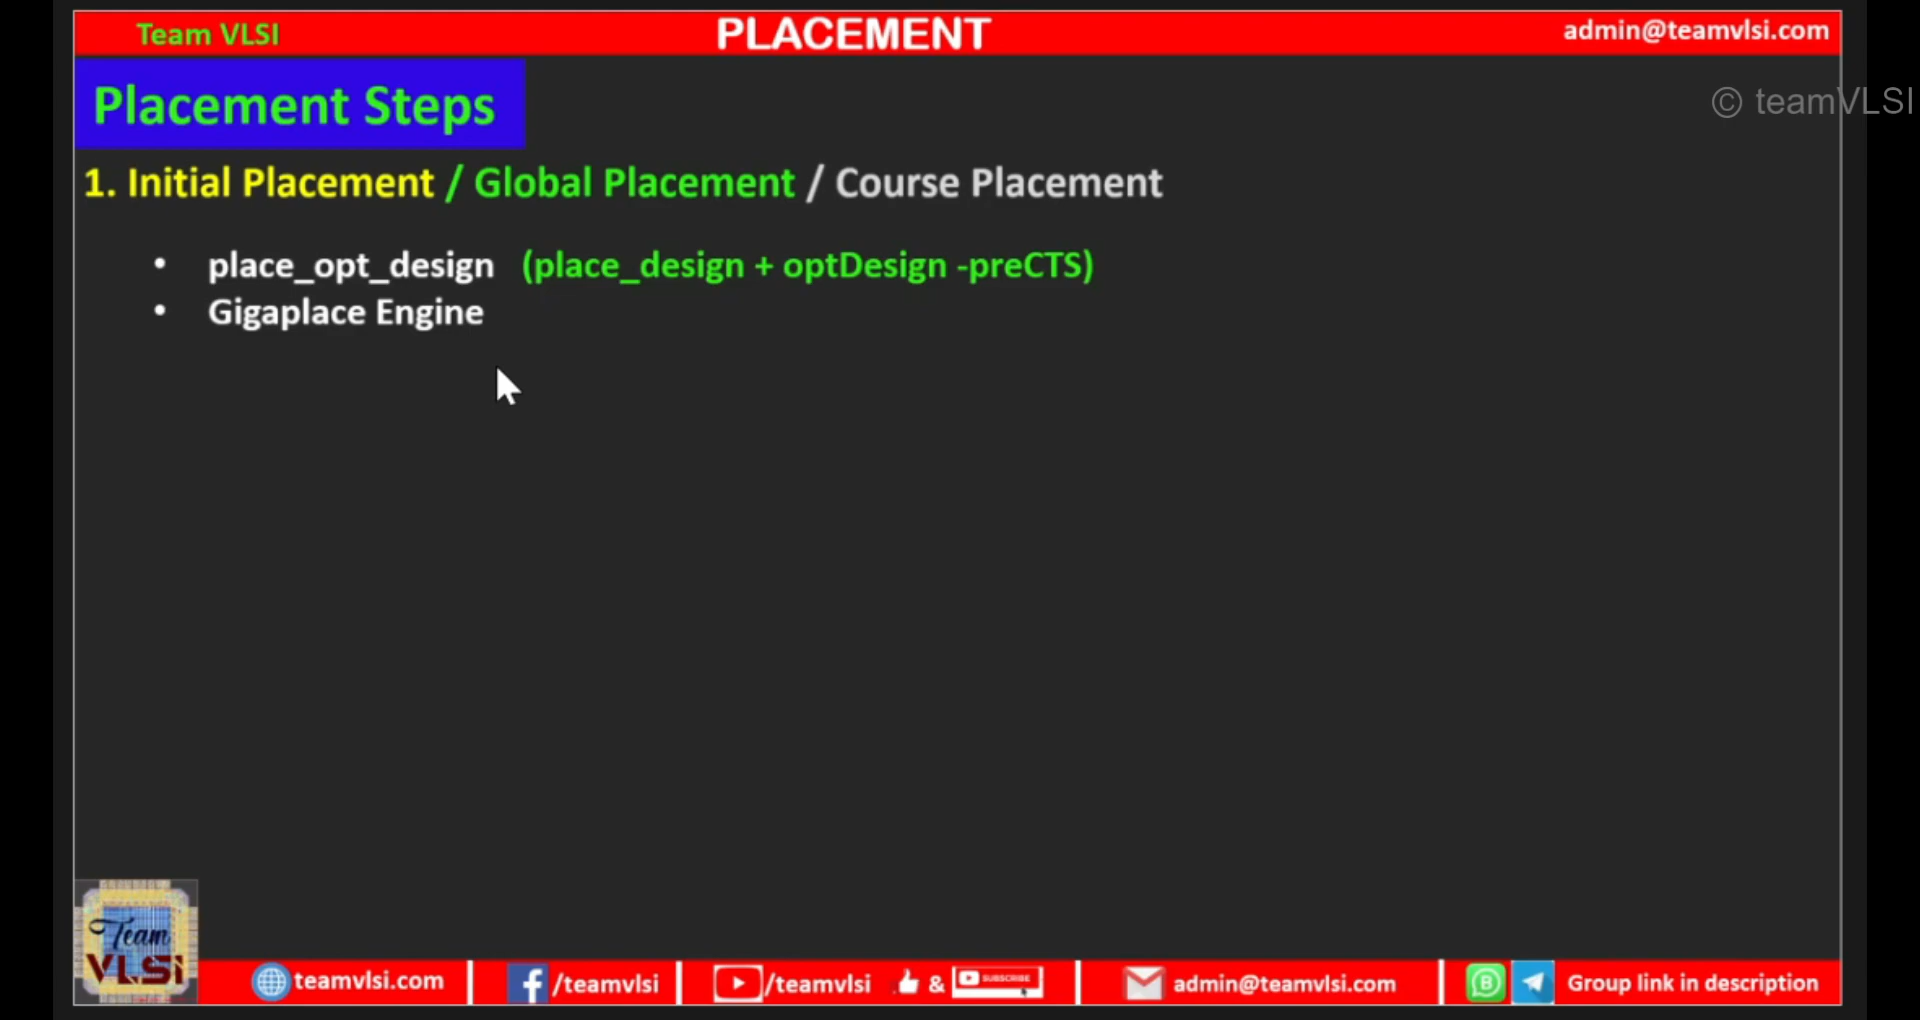 Team VLSI
PLACEMENT
admin@teamvlsi.com
Placement Steps
© teamVLSI
1. Initial Placement / Global Placement / Course Placement
• place_opt_design (place_design + optDesign -preCTS)
• Gigaplace Engine
Team
VLSi
teamvlsi.com
/teamvlsi
/teamvlsi & SUBSCRIBE
admin@teamvlsi.com
Group link in description